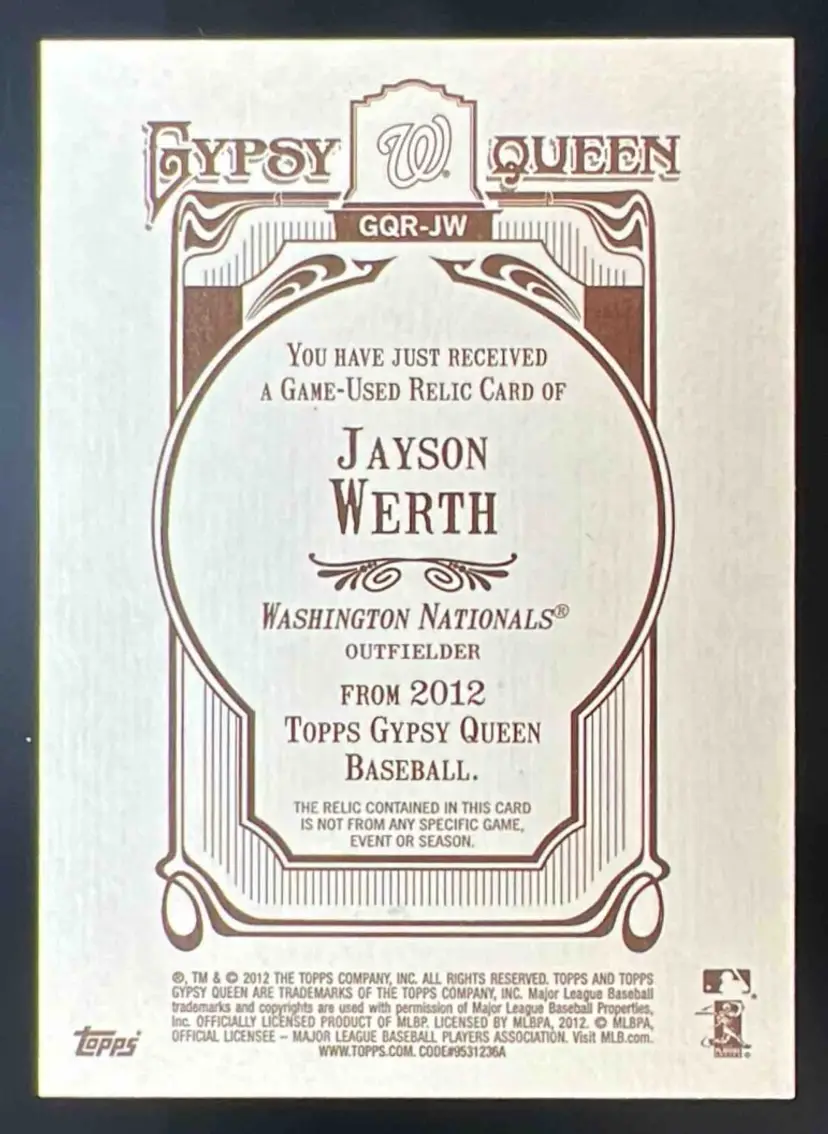 GYPSY QUEEN
W
GQR-JW
YOU HAVE JUST RECEIVED
A GAME-USED RELIC CARD OF
JAYSON
WERTH
WASHINGTON NATIONALS®
OUTFIELDER
FROM 2012
TOPPS GYPSY QUEEN
BASEBALL.
THE RELIC CONTAINED IN THIS CARD
IS NOT FROM ANY SPECIFIC GAME,
EVENT OR SEASON.
®, TM & © 2012 THE TOPPS COMPANY, INC. ALL RIGHTS RESERVED. TOPPS AND TOPPS
GYPSY QUEEN ARE TRADEMARKS OF THE TOPPS COMPANY, INC. Major League Baseball
trademarks and copyrights are used with permission of Major League Baseball Properties,
Inc. OFFICIALLY LICENSED PRODUCT OF MLBP. LICENSED BY MLBPA, 2012. © MLBPA,
OFFICIAL LICENSEE – MAJOR LEAGUE BASEBALL PLAYERS ASSOCIATION. Visit MLB.com.
WWW.TOPPS.COM. CODE#9531236A
Topps